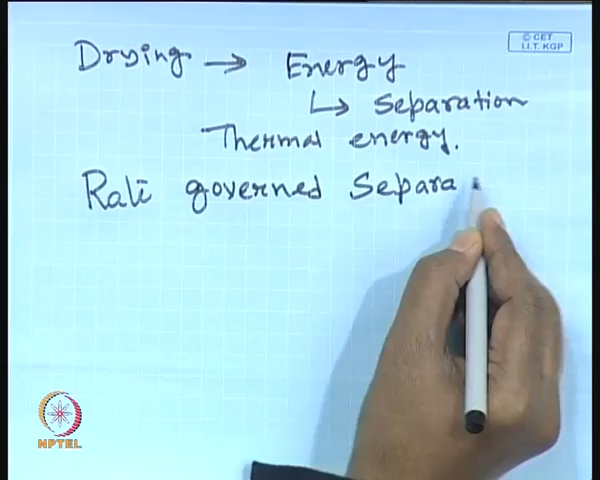 © CET
I.I.T. KGP
Drying → Energy
↳ Separation
Thermal energy.
Rate governed Separa
NPTEL